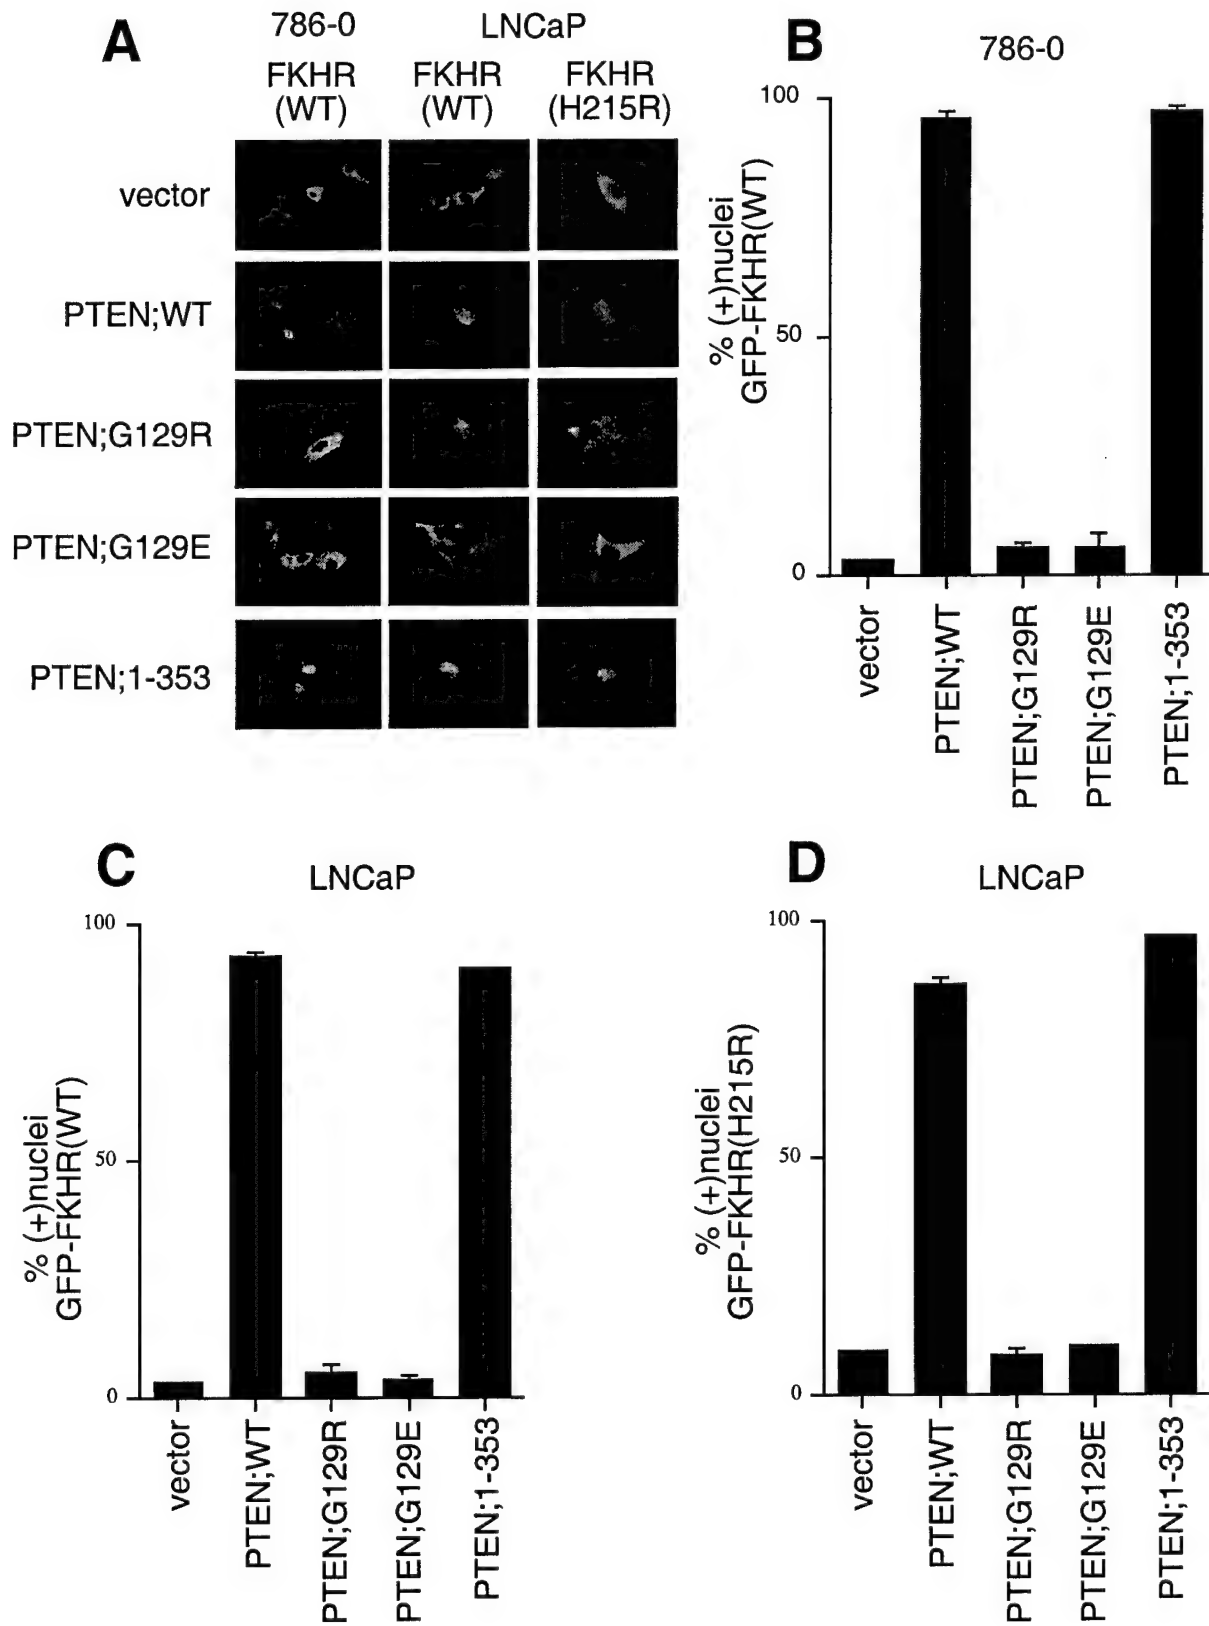 A
786-0
LNCaP
FKHR
(WT)
FKHR
(WT)
FKHR
(H215R)
vector
PTEN;WT
PTEN;G129R
PTEN;G129E
PTEN;1-353
B
786-0
% (+)nuclei
GFP-FKHR(WT)
100
50
0
vector
PTEN;WT
PTEN;G129R
PTEN;G129E
PTEN;1-353
C
LNCaP
% (+)nuclei
GFP-FKHR(WT)
100
50
0
vector
PTEN;WT
PTEN;G129R
PTEN;G129E
PTEN;1-353
D
LNCaP
% (+)nuclei
GFP-FKHR(H215R)
100
50
0
vector
PTEN;WT
PTEN;G129R
PTEN;G129E
PTEN;1-353